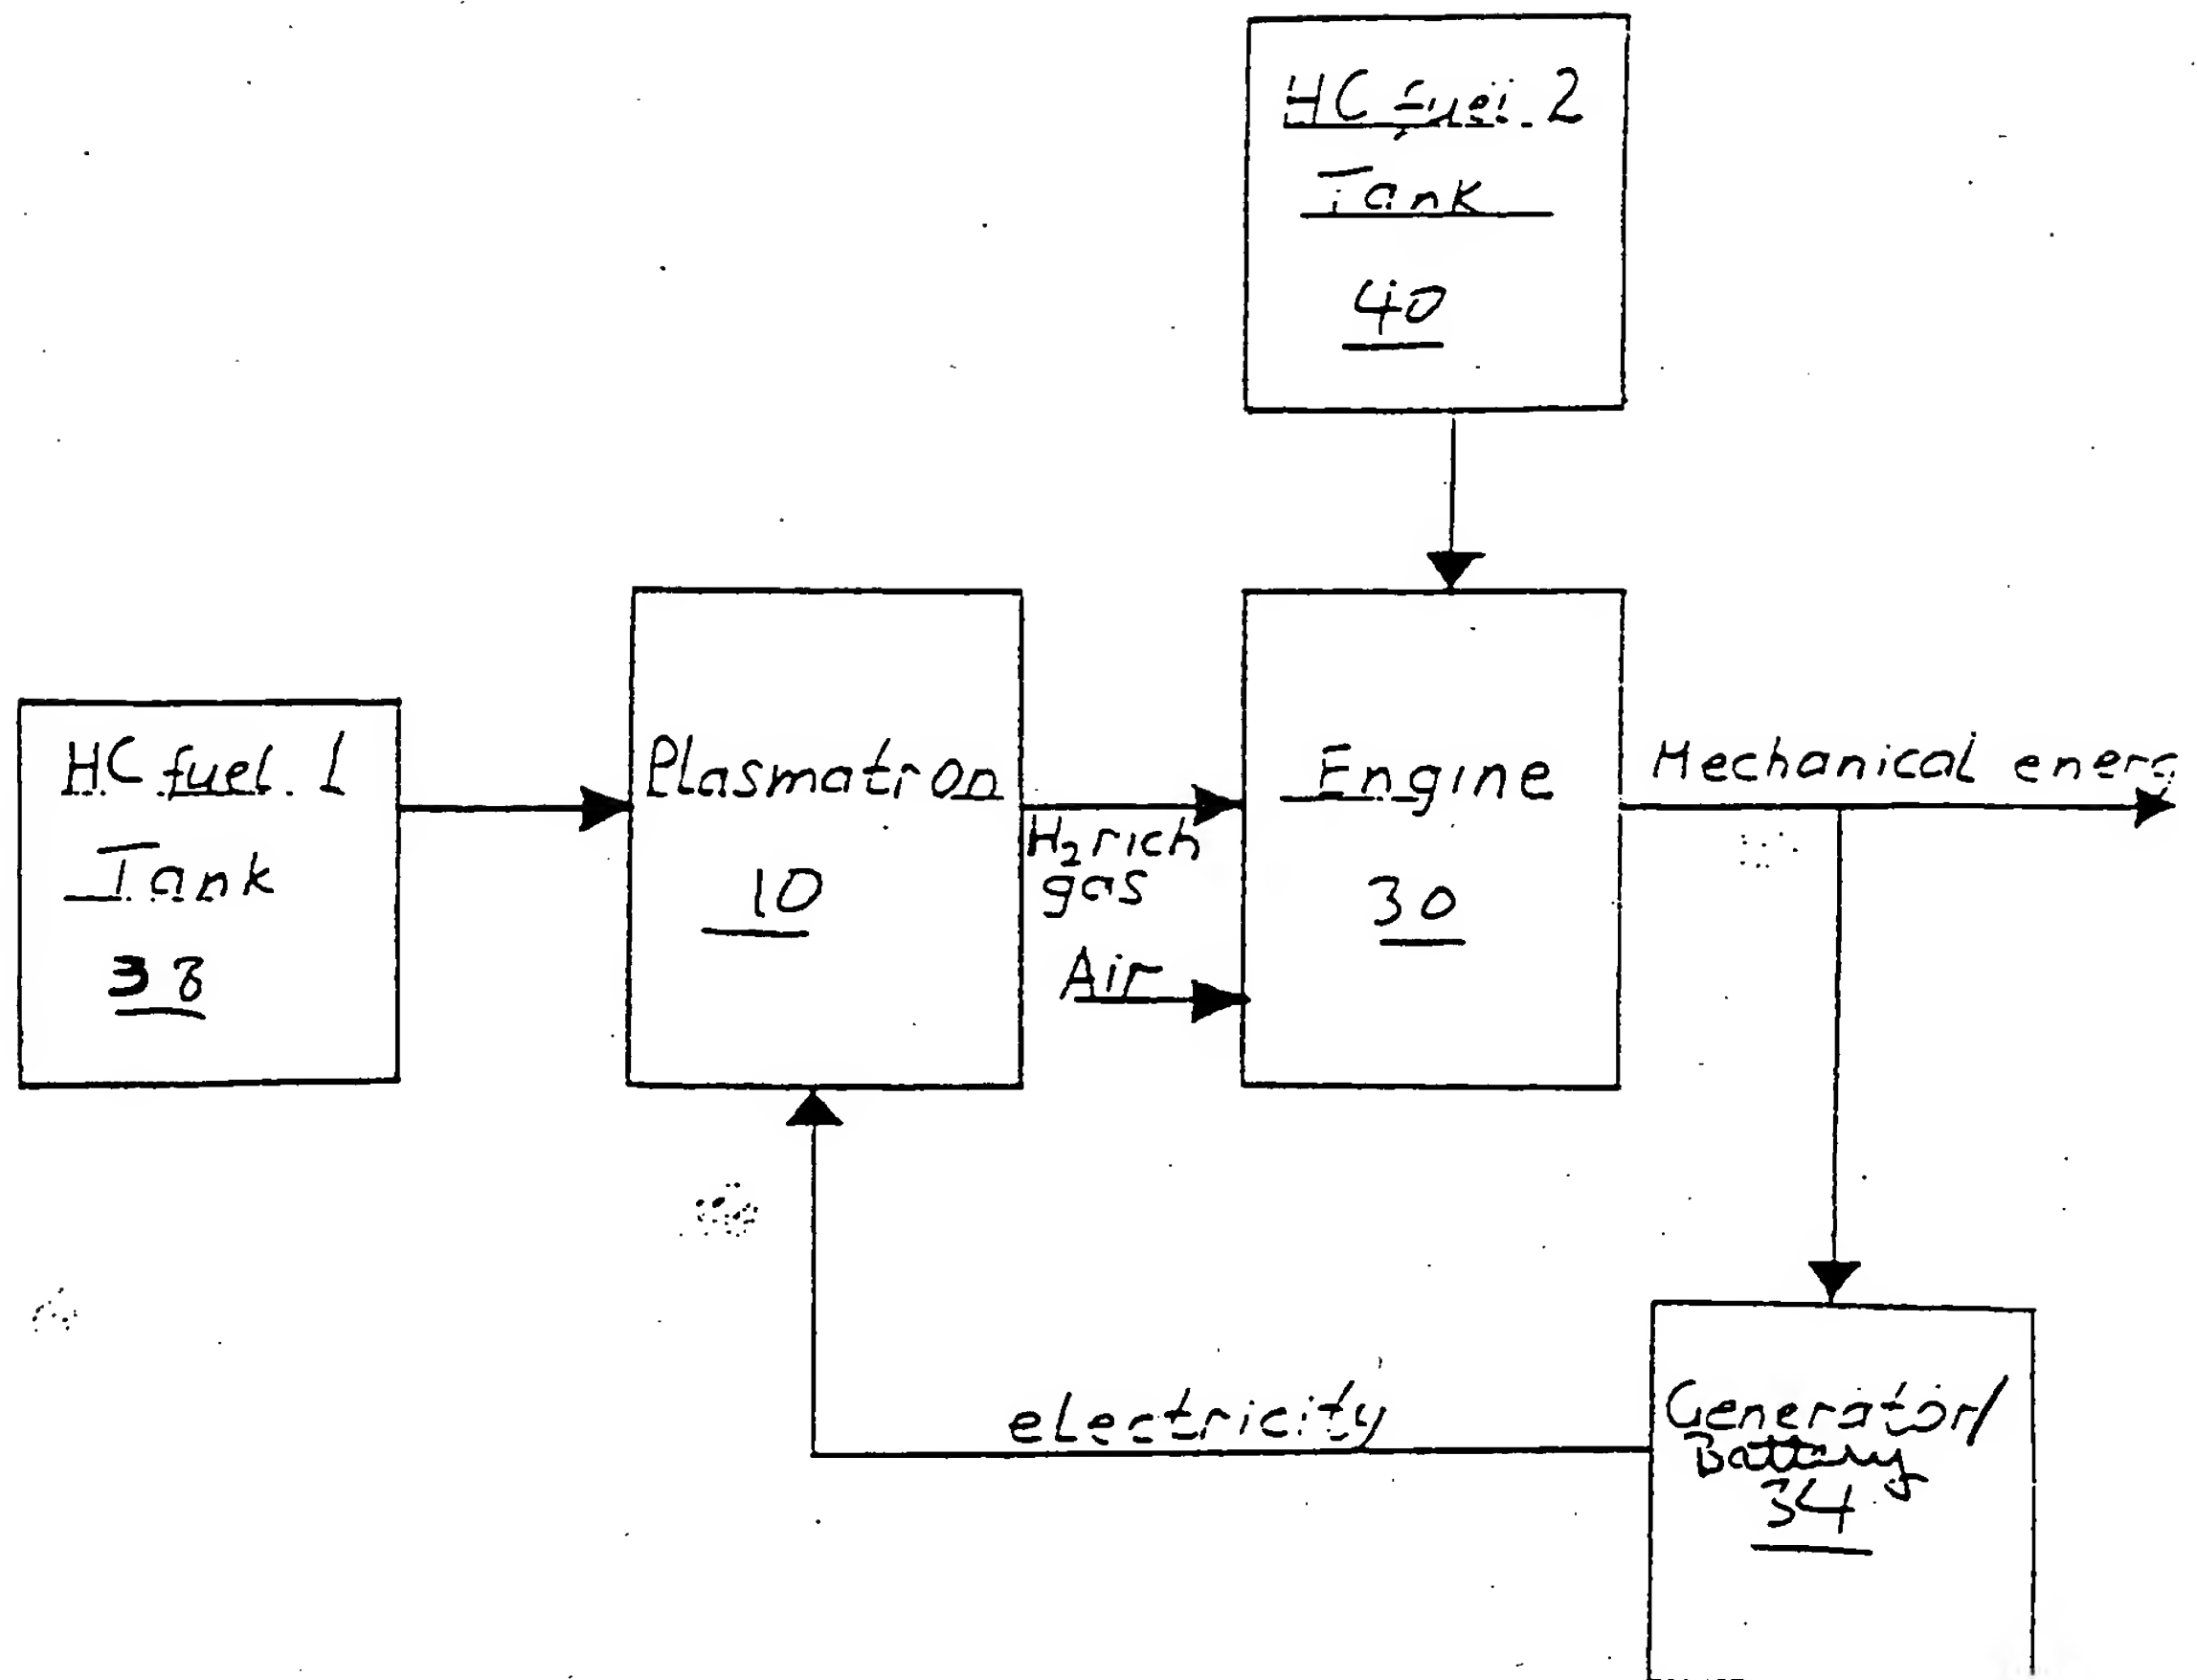 HC fuel 2
Tank
40
HC fuel 1
Tank
38
Plasmatron
10
H₂ rich
gas
Air
Engine
30
Mechanical energ
electricity
Generator/
Battery
34